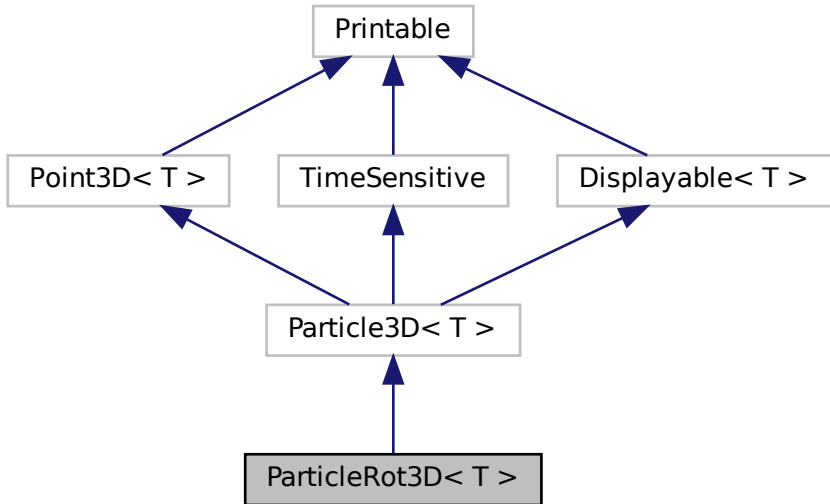 Printable
Point3D< T >
TimeSensitive
Displayable< T >
Particle3D< T >
ParticleRot3D< T >